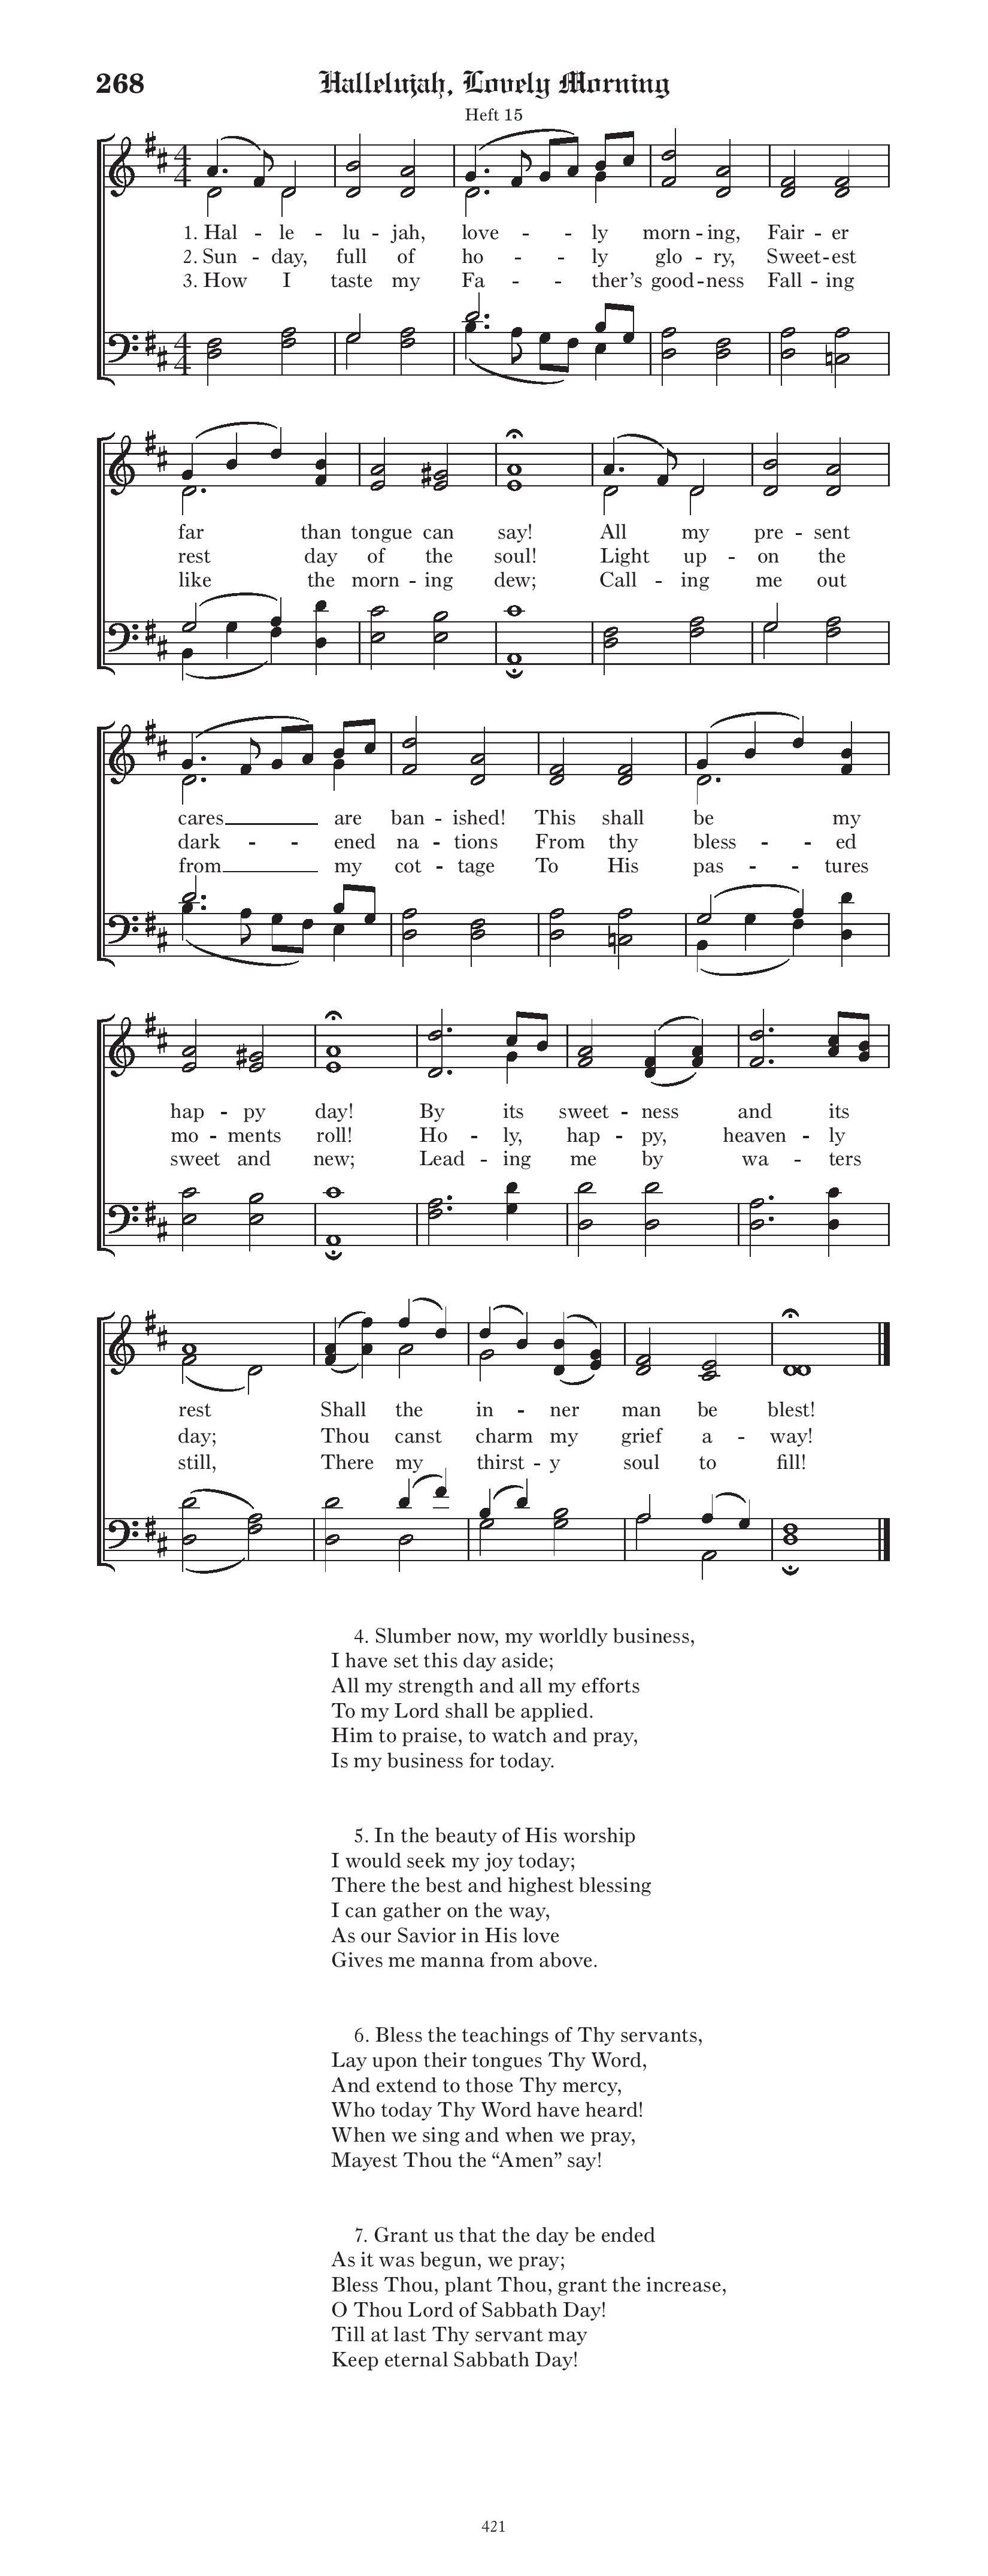 268 Hallelujah, Lovely Morning
Heft 15
1. Hal - le - lu - jah, love - - ly morn - ing, Fair - er
2. Sun - day, full of ho - - ly glo - ry, Sweet - est
3. How I taste my Fa - - ther's good - ness Fall - ing
far than tongue can say! All my pre - sent
rest day of the soul! Light up - on the
like the morn - ing dew; Call - ing me out
cares are ban - ished! This shall be my
dark - - ened na - tions From thy bless - - ed
from my cot - tage To His pas - - tures
hap - py day! By its sweet - ness and its
mo - ments roll! Ho - ly, hap - py, heaven - ly
sweet and new; Lead - ing me by wa - ters
rest Shall the in - ner man be blest!
day; Thou canst charm my grief a - way!
still, There my thirst - y soul to fill!
4. Slumber now, my worldly business,
I have set this day aside;
All my strength and all my efforts
To my Lord shall be applied.
Him to praise, to watch and pray,
Is my business for today.
5. In the beauty of His worship
I would seek my joy today;
There the best and highest blessing
I can gather on the way,
As our Savior in His love
Gives me manna from above.
6. Bless the teachings of Thy servants,
Lay upon their tongues Thy Word,
And extend to those Thy mercy,
Who today Thy Word have heard!
When we sing and when we pray,
Mayest Thou the “Amen” say!
7. Grant us that the day be ended
As it was begun, we pray;
Bless Thou, plant Thou, grant the increase,
O Thou Lord of Sabbath Day!
Till at last Thy servant may
Keep eternal Sabbath Day!
421